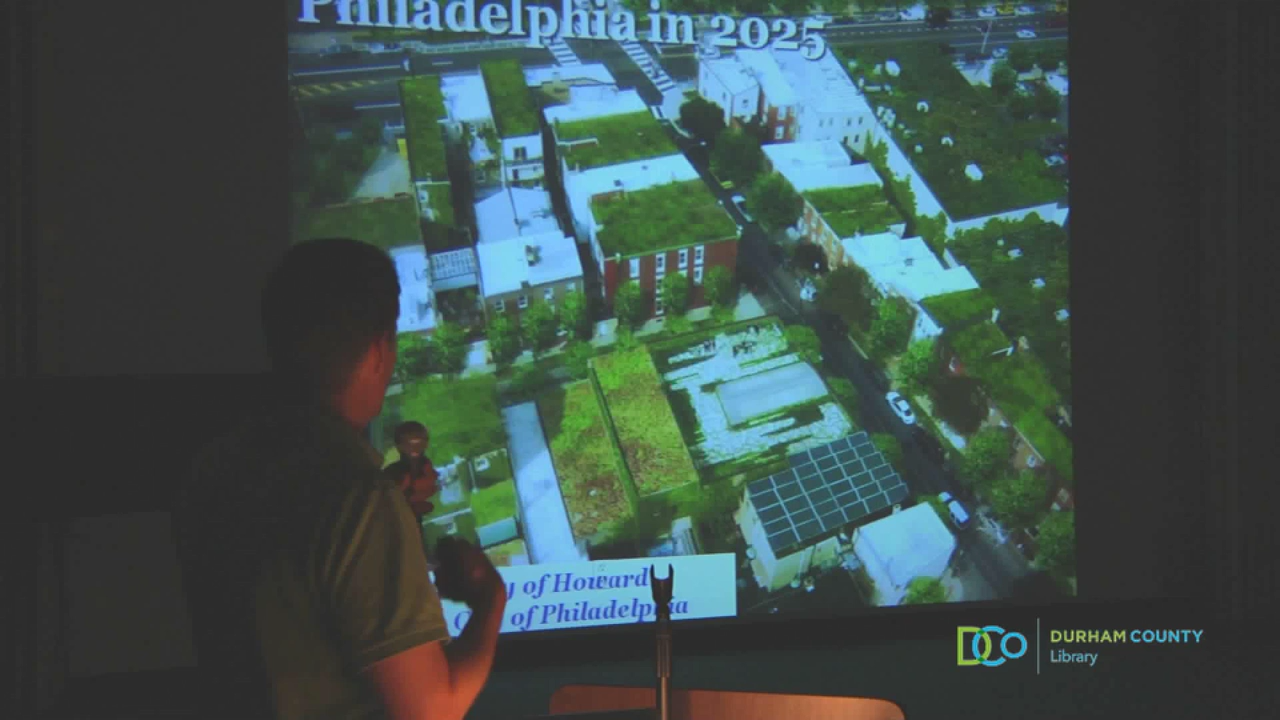 Philadelphia in 2025
of Howard
of Philadelphia
DCo
DURHAM COUNTY
Library